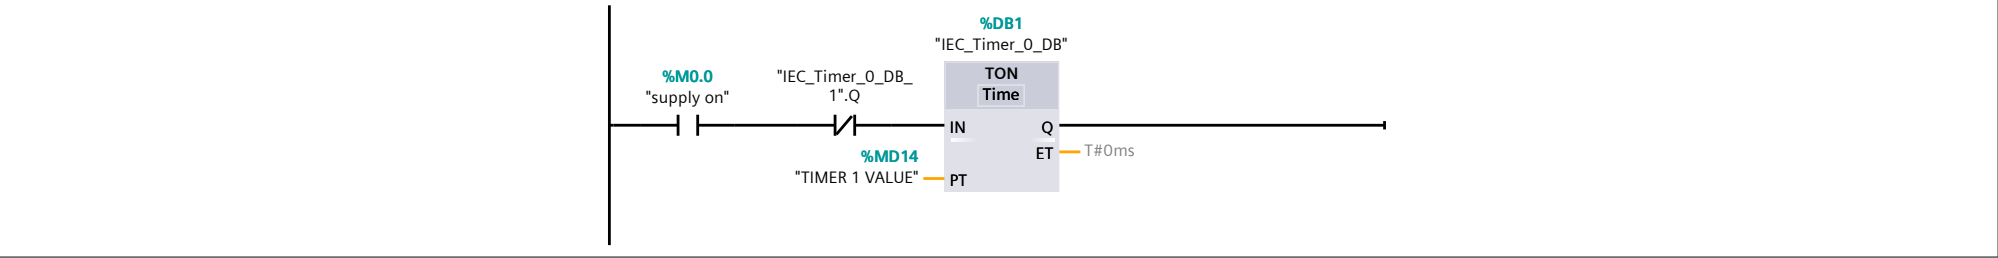 %DB1
"IEC_Timer_0_DB"
%M0.0
"supply on"
"IEC_Timer_0_DB_
1".Q
TON
Time
IN
Q
%MD14
"TIMER 1 VALUE"
PT
ET
T#0ms